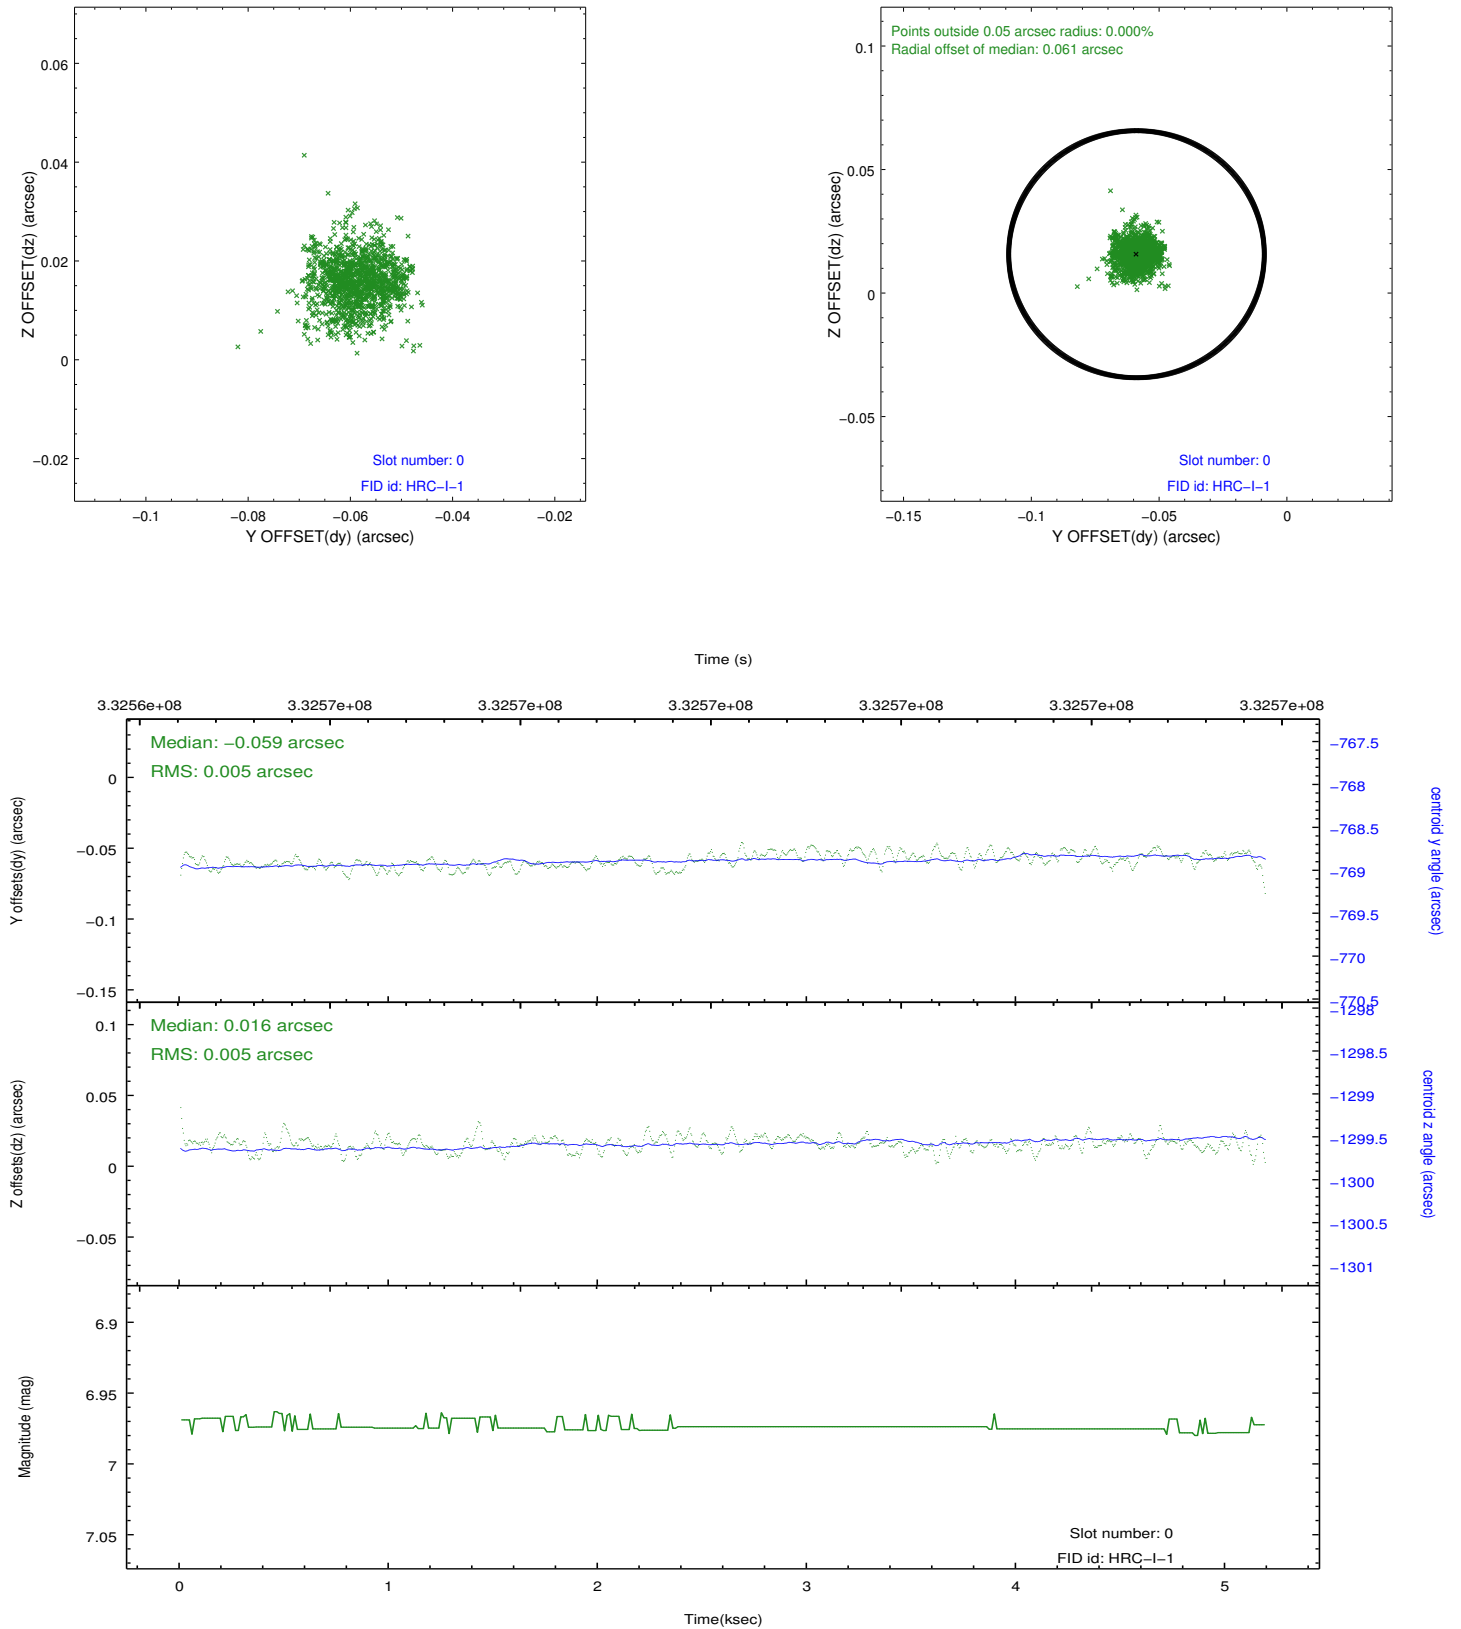 0.06
0.04
0.02
0
−0.02
Z OFFSET(dz) (arcsec)
Slot number: 0
FID id: HRC−I−1
−0.1
−0.08
−0.06
−0.04
−0.02
Y OFFSET(dy) (arcsec)
Points outside 0.05 arcsec radius: 0.000%
Radial offset of median: 0.061 arcsec
0.1
0.05
0
−0.05
Z OFFSET(dz) (arcsec)
Slot number: 0
FID id: HRC−I−1
−0.15
−0.1
−0.05
0
Y OFFSET(dy) (arcsec)
Time (s)
3.3256e+08
3.3257e+08
3.3257e+08
3.3257e+08
3.3257e+08
3.3257e+08
3.3257e+08
Median: −0.059 arcsec
RMS: 0.005 arcsec
0
−0.05
−0.1
−0.15
Y offsets(dy) (arcsec)
−767.5
−768
−768.5
−769
−769.5
−770
−770.5
centroid y angle (arcsec)
Median: 0.016 arcsec
RMS: 0.005 arcsec
0.1
0.05
0
−0.05
Z offsets(dz) (arcsec)
−1298
−1298.5
−1299
−1299.5
−1300
−1300.5
−1301
centroid z angle (arcsec)
6.9
6.95
7
7.05
Magnitude (mag)
Slot number: 0
FID id: HRC−I−1
0
1
2
3
4
5
Time(ksec)